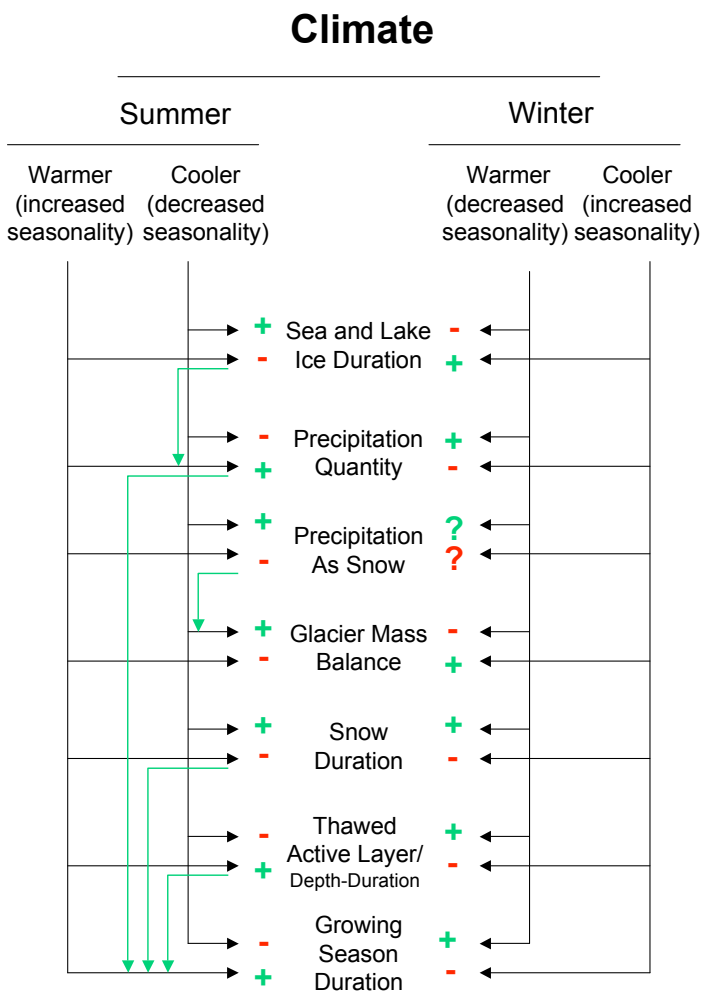 Climate
Summer
Winter
Warmer
(increased
seasonality)
Cooler
(decreased
seasonality)
Warmer
(decreased
seasonality)
Cooler
(increased
seasonality)
+ Sea and Lake -
- Ice Duration +
- Precipitation +
+ Quantity -
+ Precipitation ?
- As Snow ?
+ Glacier Mass -
- Balance +
+ Snow +
- Duration -
- Thawed +
+ Active Layer/ -
Depth-Duration
Growing
- Season +
+ Duration -